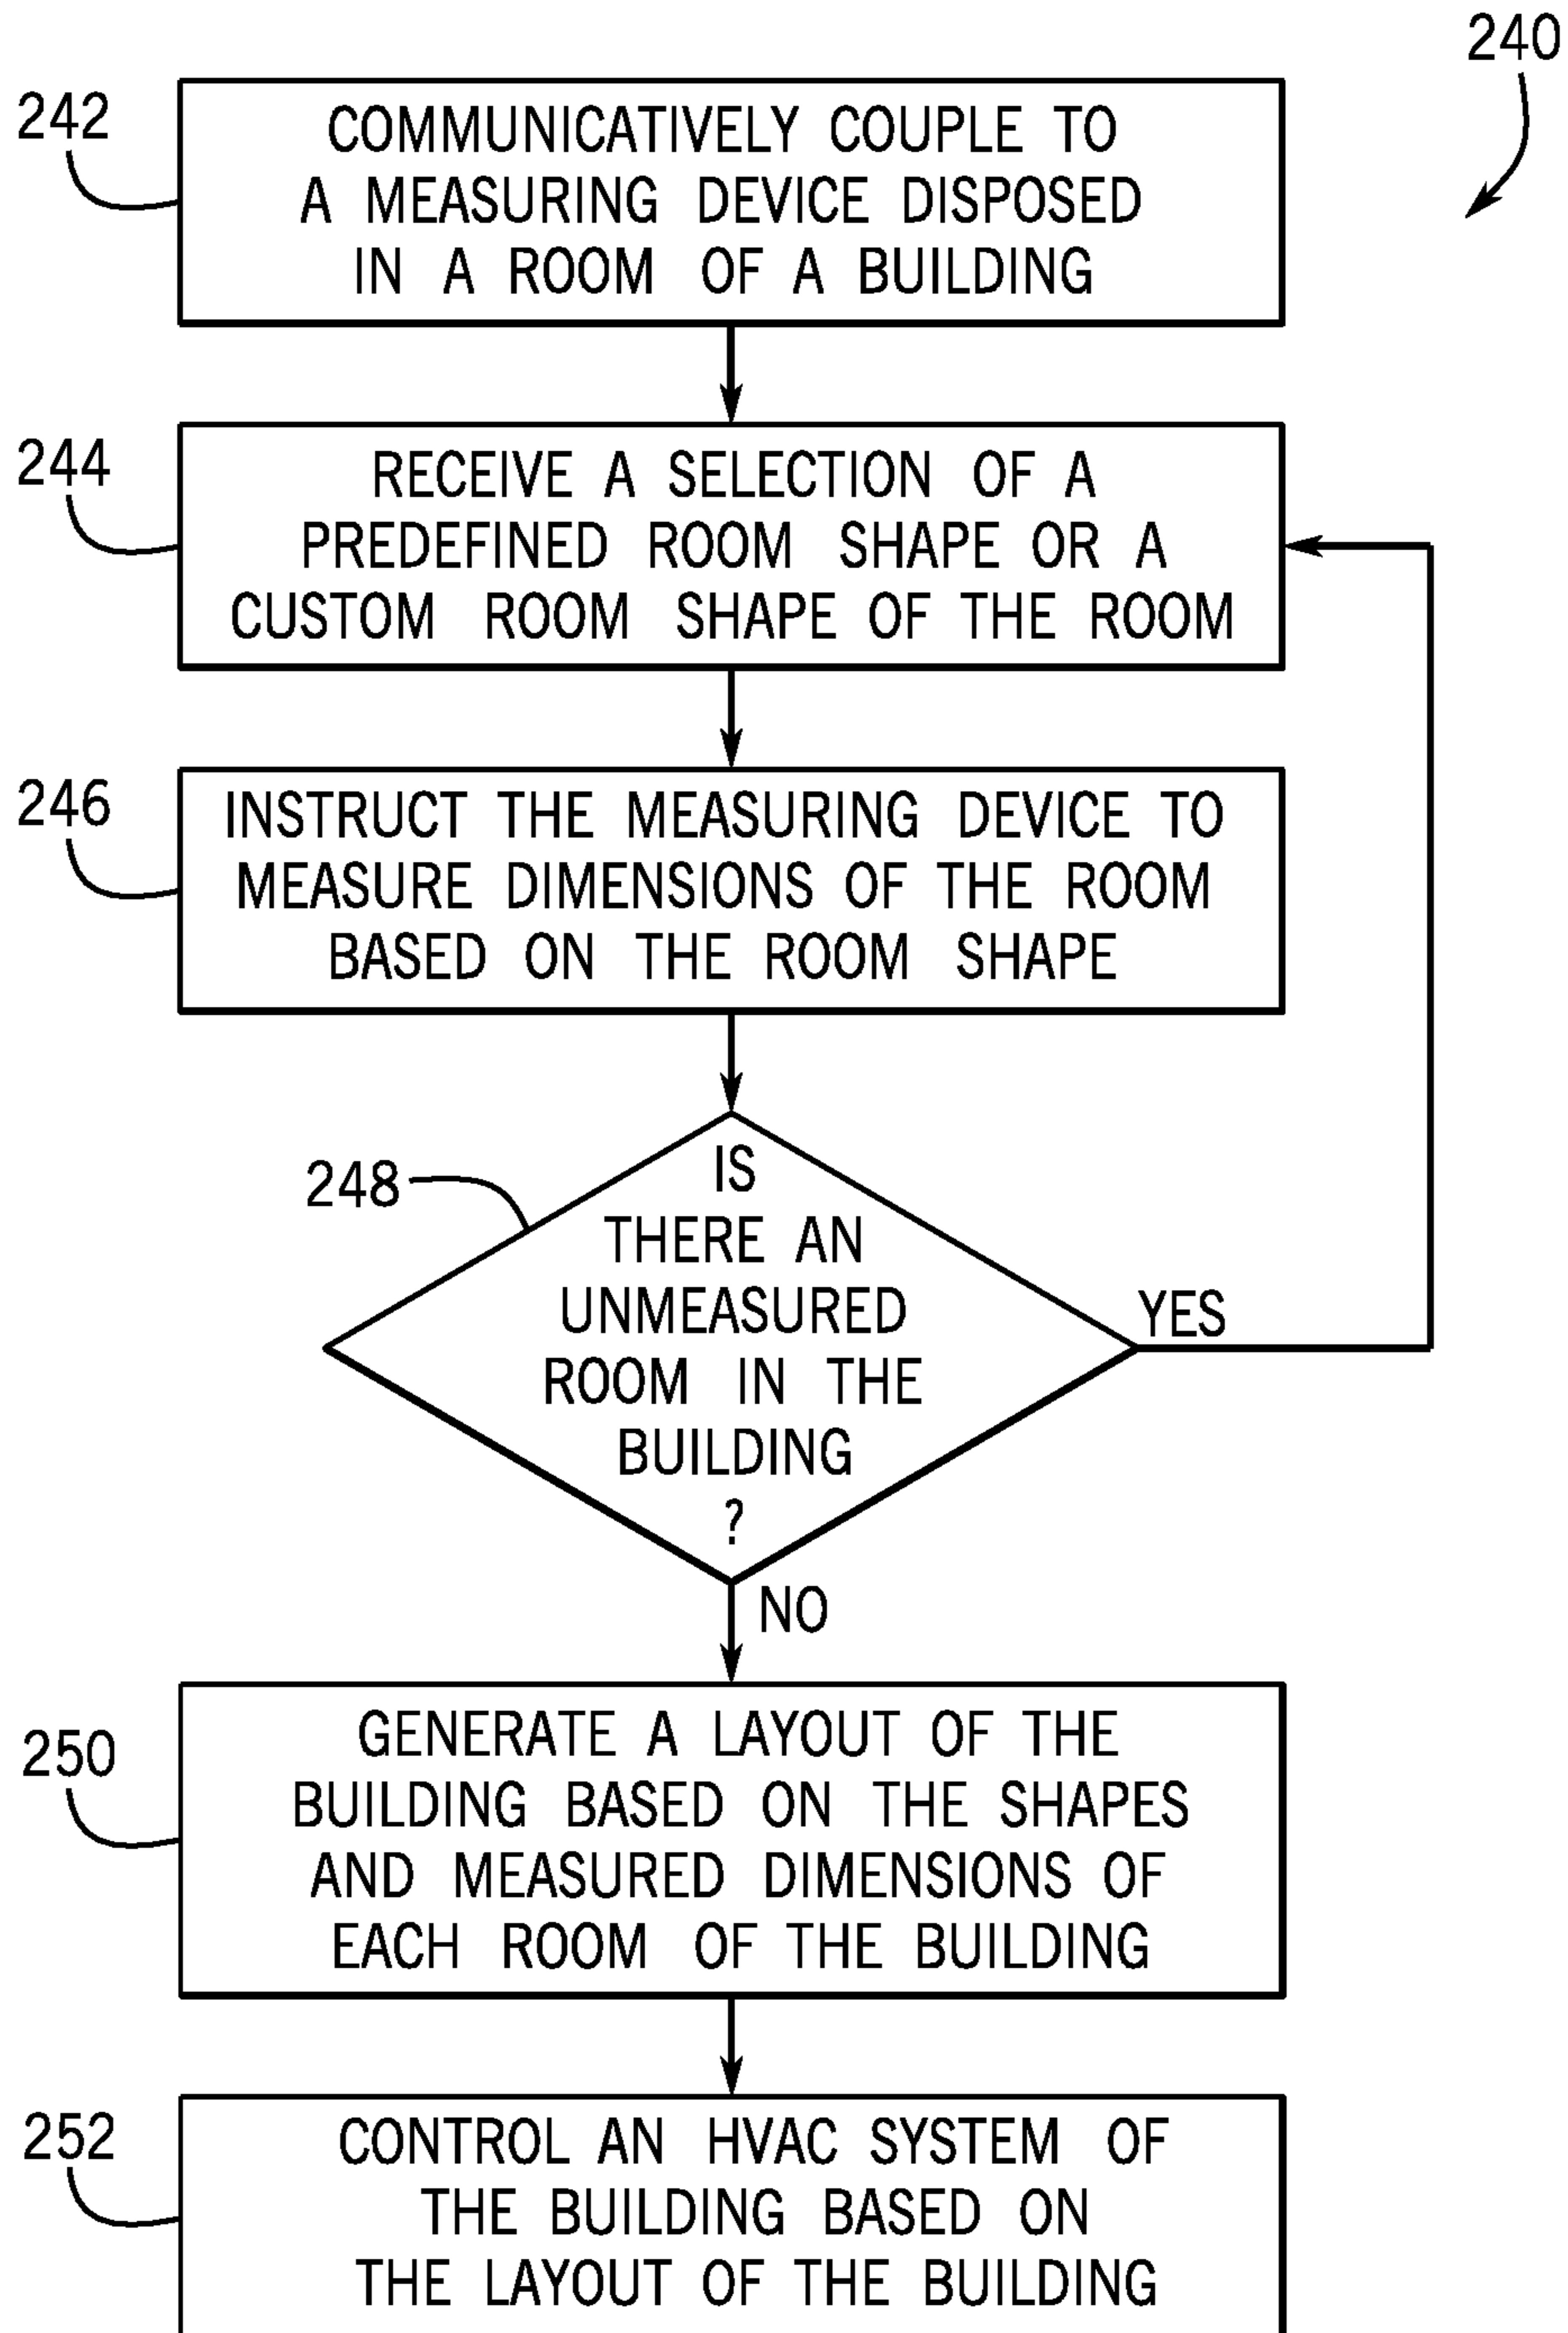 240
242
COMMUNICATIVELY COUPLE TO
A MEASURING DEVICE DISPOSED
IN A ROOM OF A BUILDING
244
RECEIVE A SELECTION OF A
PREDEFINED ROOM SHAPE OR A
CUSTOM ROOM SHAPE OF THE ROOM
246
INSTRUCT THE MEASURING DEVICE TO
MEASURE DIMENSIONS OF THE ROOM
BASED ON THE ROOM SHAPE
248
IS
THERE AN
UNMEASURED
ROOM IN THE
BUILDING
?
YES
NO
250
GENERATE A LAYOUT OF THE
BUILDING BASED ON THE SHAPES
AND MEASURED DIMENSIONS OF
EACH ROOM OF THE BUILDING
252
CONTROL AN HVAC SYSTEM OF
THE BUILDING BASED ON
THE LAYOUT OF THE BUILDING